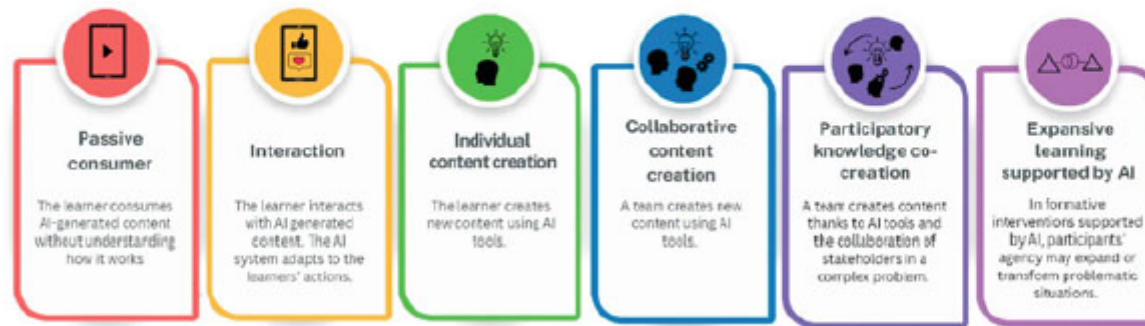 Passive
consumer
The learner consumes
AI-generated content
without understanding
how it works
Interaction
The learner interacts
with AI generated
content. The AI
system adapts to the
learners' actions.
Individual
content creation
The learner creates
new content using AI
tools.
Collaborative
content
creation
A team creates new
content using AI
tools.
Participatory
knowledge co-
creation
A team creates content
thanks to AI tools and
the collaboration of
stakeholders in a
complex problem.
Expansive
learning
supported by AI
In formative
interventions supported
by AI, participants'
agency may expand or
transform problematic
situations.